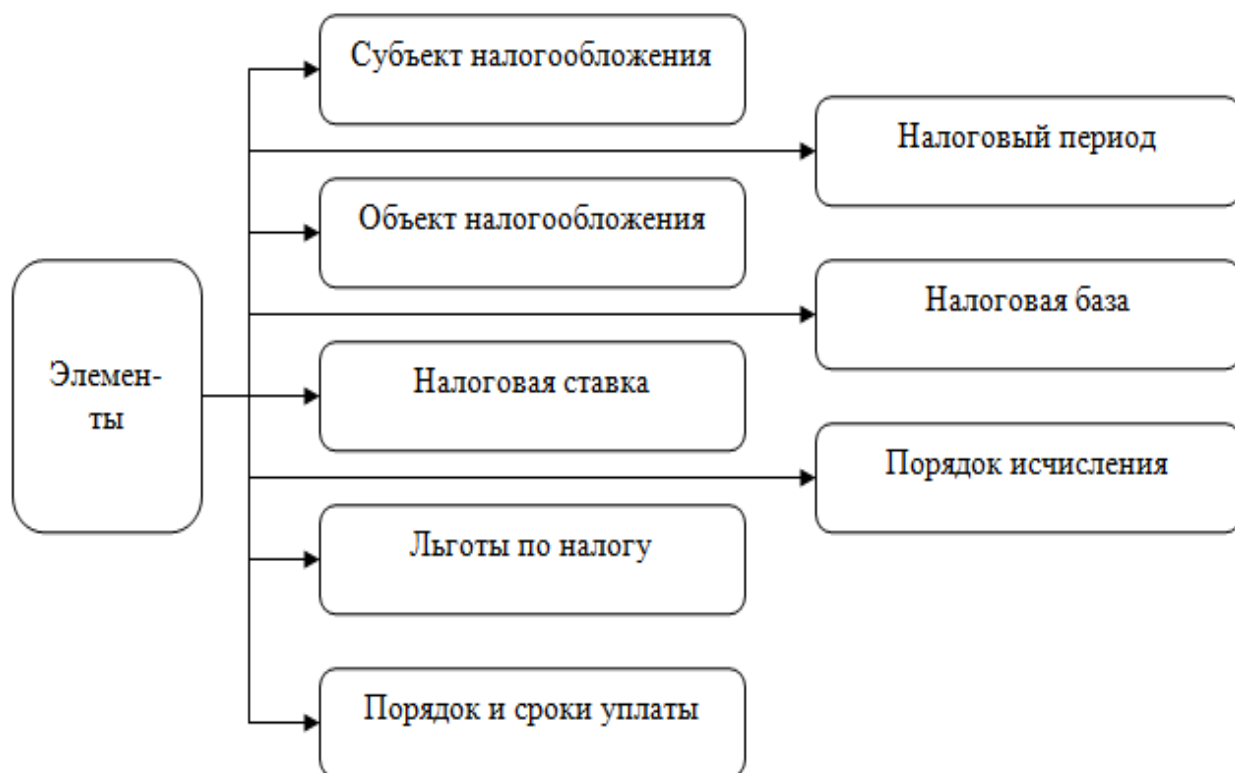 Субъект налогообложения
Налоговый период
Объект налогообложения
Налоговая база
Элемен-
ты
Налоговая ставка
Порядок исчисления
Льготы по налогу
Порядок и сроки уплаты